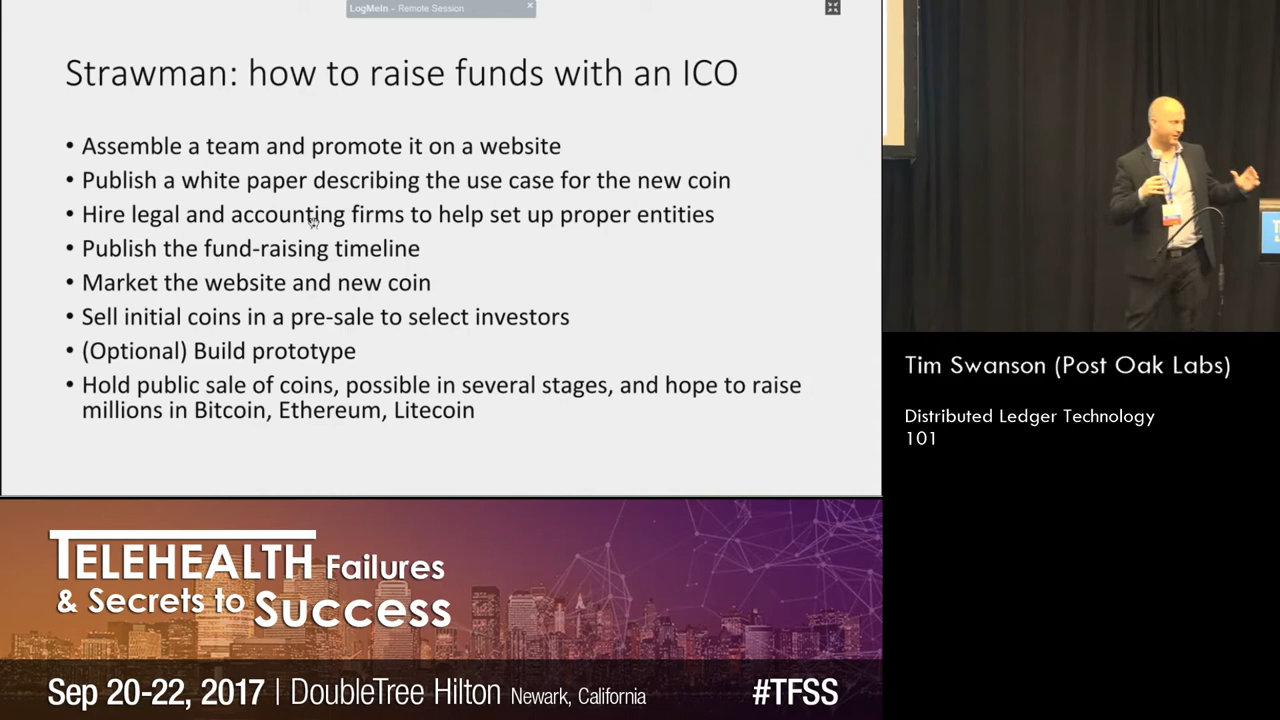 LogMeIn - Remote Session
Strawman: how to raise funds with an ICO
• Assemble a team and promote it on a website
• Publish a white paper describing the use case for the new coin
• Hire legal and accounting firms to help set up proper entities
• Publish the fund-raising timeline
• Market the website and new coin
• Sell initial coins in a pre-sale to select investors
• (Optional) Build prototype
• Hold public sale of coins, possible in several stages, and hope to raise
millions in Bitcoin, Ethereum, Litecoin
Tim Swanson (Post Oak Labs)
Distributed Ledger Technology
101
TELEHEALTH Failures
& Secrets to Success
Sep 20-22, 2017 | DoubleTree Hilton Newark, California
#TFSS